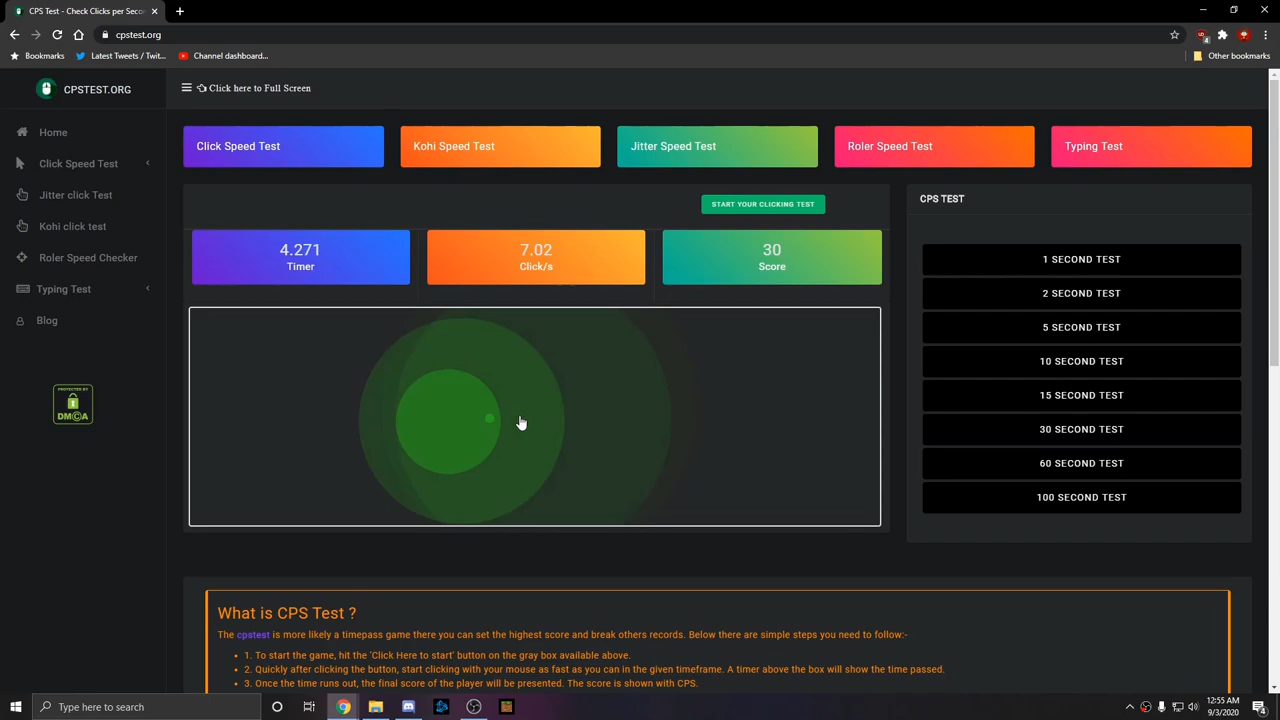 CPS Test - Check Clicks per Secon
cpstest.org
4
Bookmarks
Latest Tweets / Twit...
Channel dashboard...
Other bookmarks
CPSTEST.ORG
Click here to Full Screen
Home
Click Speed Test
Jitter click Test
Kohi click test
Roler Speed Checker
Typing Test
Blog
PROTECTED BY
DMCA
Click Speed Test
Kohi Speed Test
Jitter Speed Test
Roler Speed Test
Typing Test
START YOUR CLICKING TEST
4.271
Timer
7.02
Click/s
30
Score
CPS TEST
1 SECOND TEST
2 SECOND TEST
5 SECOND TEST
10 SECOND TEST
15 SECOND TEST
30 SECOND TEST
60 SECOND TEST
100 SECOND TEST
What is CPS Test ?
The cpstest is more likely a timepass game there you can set the highest score and break others records. Below there are simple steps you need to follow:-
1. To start the game, hit the 'Click Here to start' button on the gray box available above.
2. Quickly after clicking the button, start clicking with your mouse as fast as you can in the given timeframe. A timer above the box will show the time passed.
3. Once the time runs out, the final score of the player will be presented. The score is shown with CPS.
Type here to search
12:55 AM
9/3/2020
4